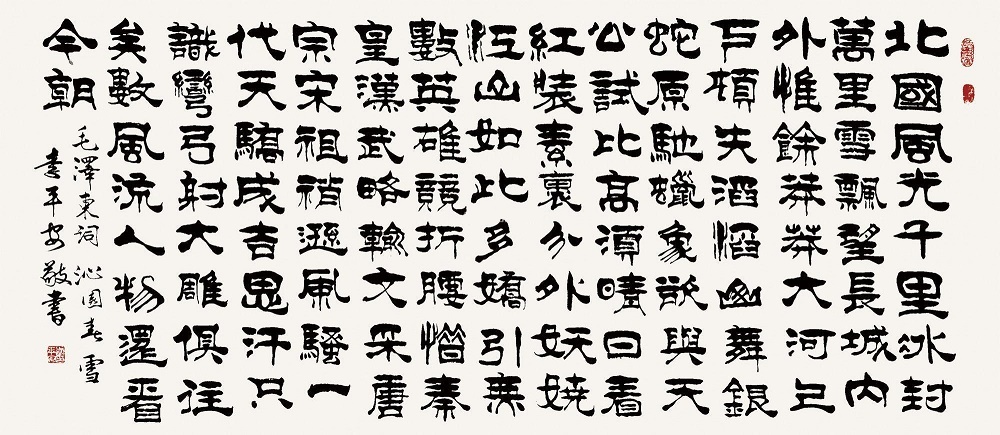 北國風光千里冰封
萬里雪飄望長城内
外惟餘莽莽大河上
下頓失滔滔山舞銀
蛇原馳蠟象欲與天
公試比高須晴日看
紅裝素裹分外妖嬈
江山如此多嬌引無
數英雄競折腰惜秦
皇漢武略輸文采唐
宗宋祖稍遜風騷一
代天驕成吉思汗只
識彎弓射大雕俱往
矣數風流人物還看
今朝
毛澤東詞沁園春雪
李平安敬書